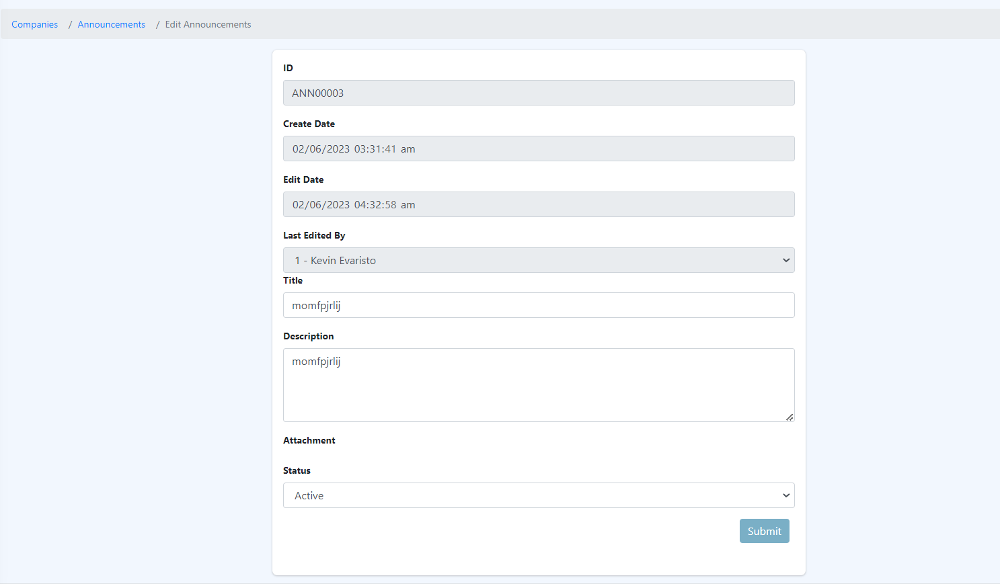 Companies / Announcements / Edit Announcements
ID
ANN00003
Create Date
02/06/2023 03:31:41 am
Edit Date
02/06/2023 04:32:58 am
Last Edited By
1 - Kevin Evaristo
Title
momfpjrlij
Description
momfpjrlij
Attachment
Status
Active
Submit